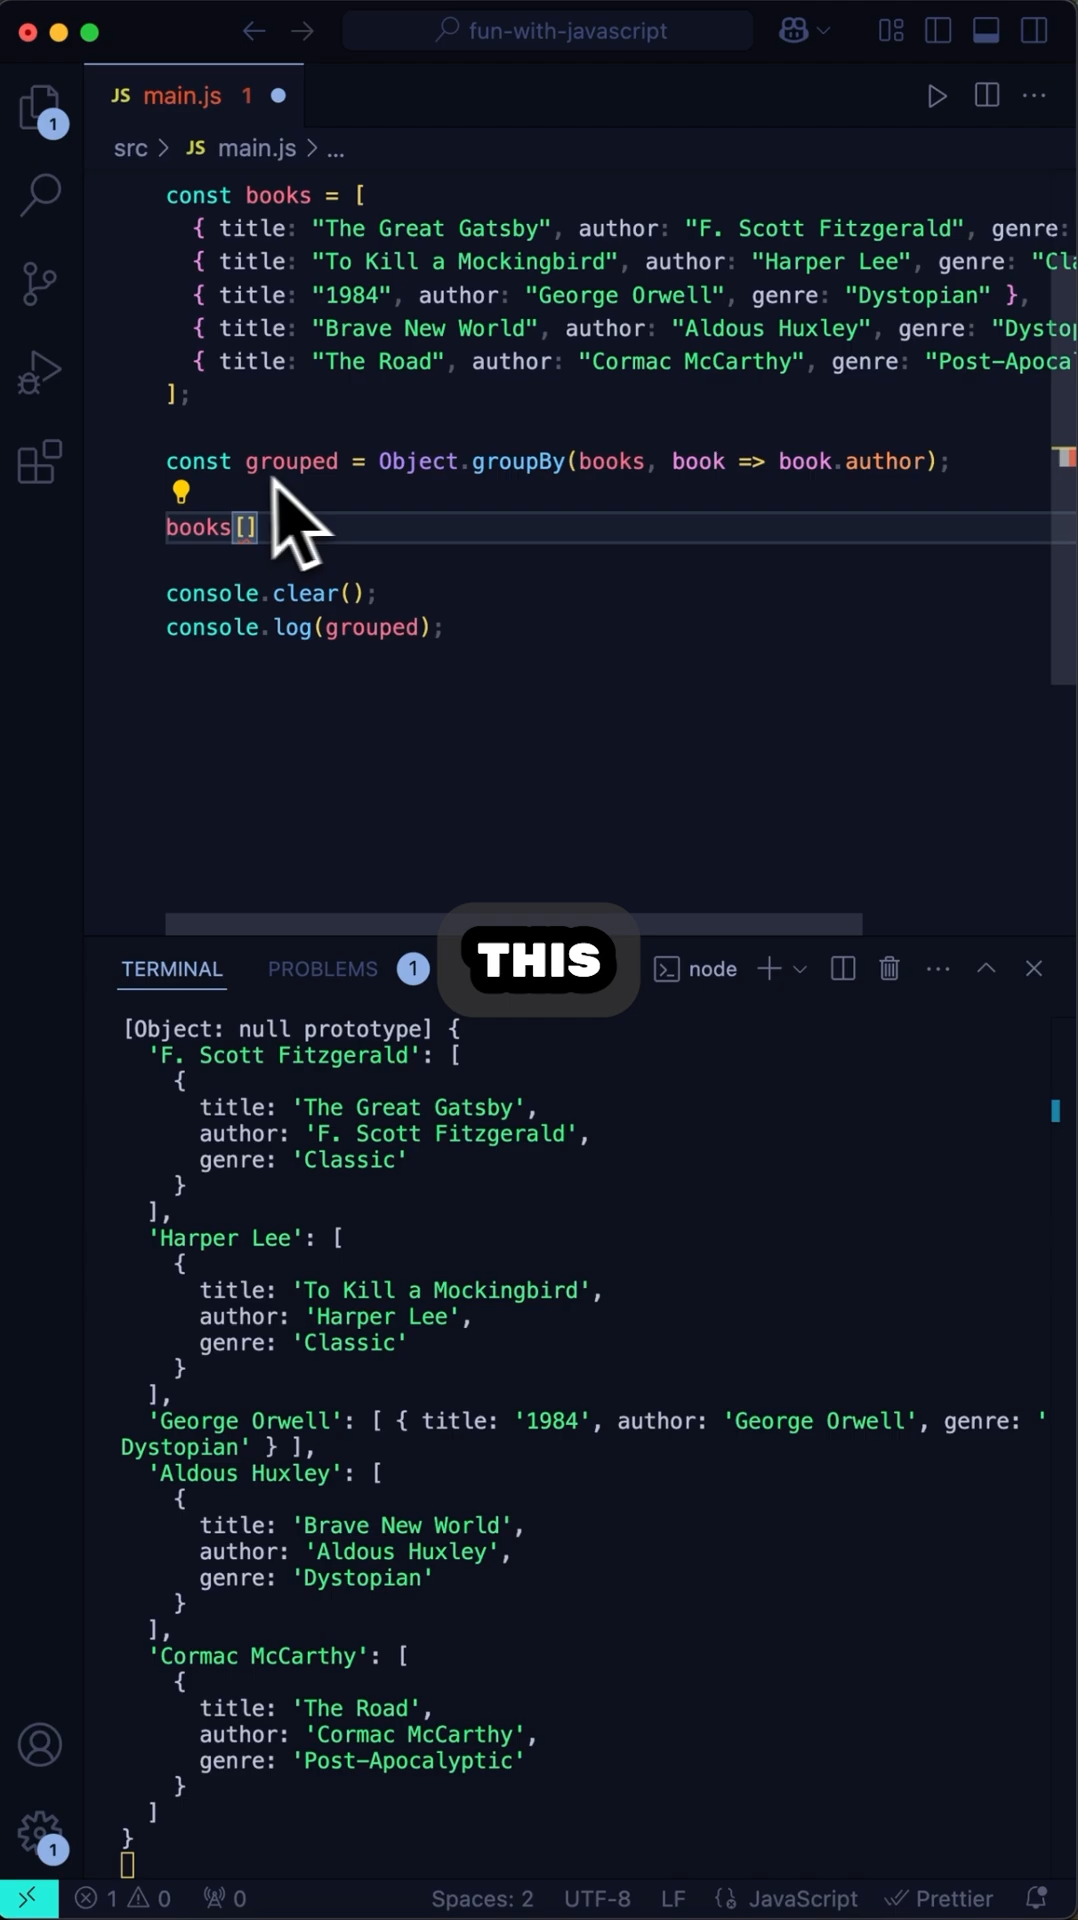 fun-with-javascript
JS main.js 1
1
src > JS main.js > ...
const books = [
{ title: "The Great Gatsby", author: "F. Scott Fitzgerald", genre:
{ title: "To Kill a Mockingbird", author: "Harper Lee", genre: "Cla
{ title: "1984", author: "George Orwell", genre: "Dystopian" },
{ title: "Brave New World", author: "Aldous Huxley", genre: "Dystop
{ title: "The Road", author: "Cormac McCarthy", genre: "Post-Apocal
];
const grouped = Object.groupBy(books, book => book.author);
books[]
console.clear();
console.log(grouped);
TERMINAL PROBLEMS 1 THIS node
[Object: null prototype] {
'F. Scott Fitzgerald': [
{
title: 'The Great Gatsby',
author: 'F. Scott Fitzgerald',
genre: 'Classic'
}
],
'Harper Lee': [
{
title: 'To Kill a Mockingbird',
author: 'Harper Lee',
genre: 'Classic'
}
],
'George Orwell': [ { title: '1984', author: 'George Orwell', genre: '
Dystopian' } ],
'Aldous Huxley': [
{
title: 'Brave New World',
author: 'Aldous Huxley',
genre: 'Dystopian'
}
],
'Cormac McCarthy': [
{
title: 'The Road',
author: 'Cormac McCarthy',
genre: 'Post-Apocalyptic'
}
]
}
1
1 0 0 Spaces: 2 UTF-8 LF {} JavaScript Prettier